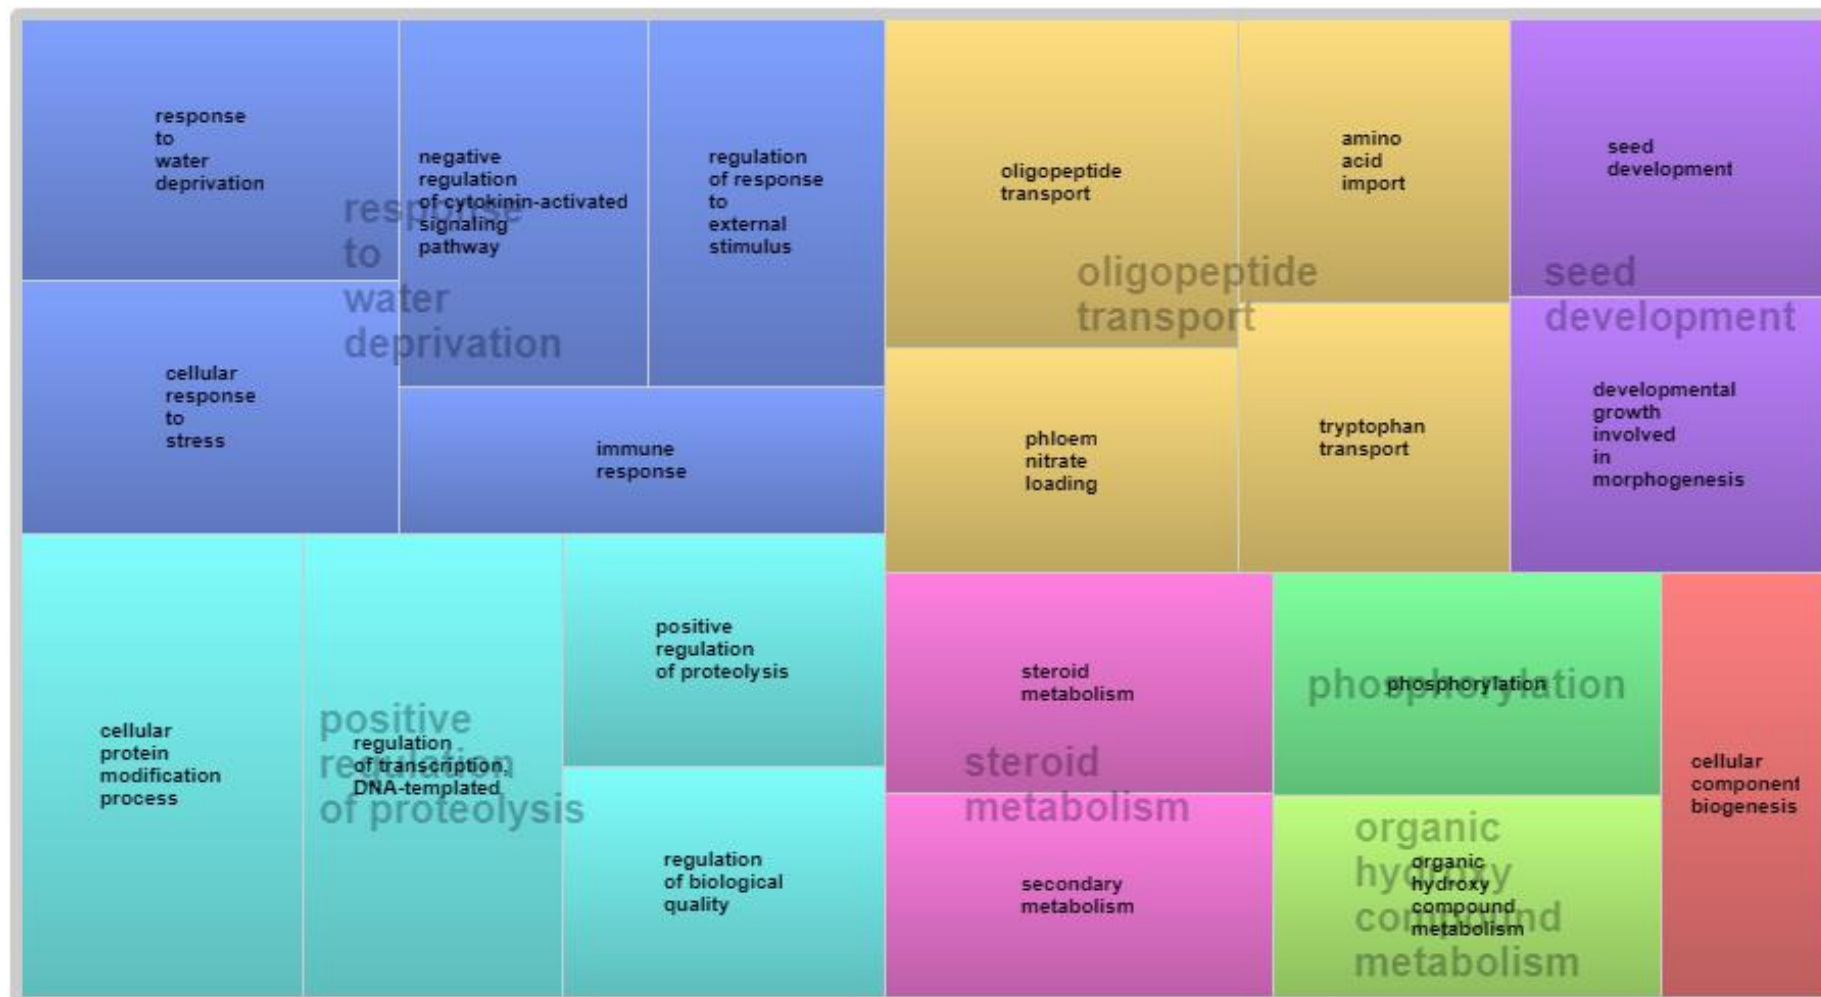 response
to
water
deprivation
negative
regulation
of cytokinin-activated
signaling
pathway
regulation
of response
to
external
stimulus
response
to
water
deprivation
cellular
response
to
stress
immune
response
oligopeptide
transport
amino
acid
import
oligopeptide
transport
phloem
nitrate
loading
tryptophan
transport
seed
development
seed
development
developmental
growth
involved
in
morphogenesis
cellular
protein
modification
process
regulation
of transcription,
DNA-templated
positive
regulation
of proteolysis
positive
regulation
of proteolysis
regulation
of biological
quality
steroid
metabolism
steroid
metabolism
secondary
metabolism
phosphorylation
phosphorylation
organic
hydroxy
compound
metabolism
organic
hydroxy
compound
metabolism
cellular
component
biogenesis